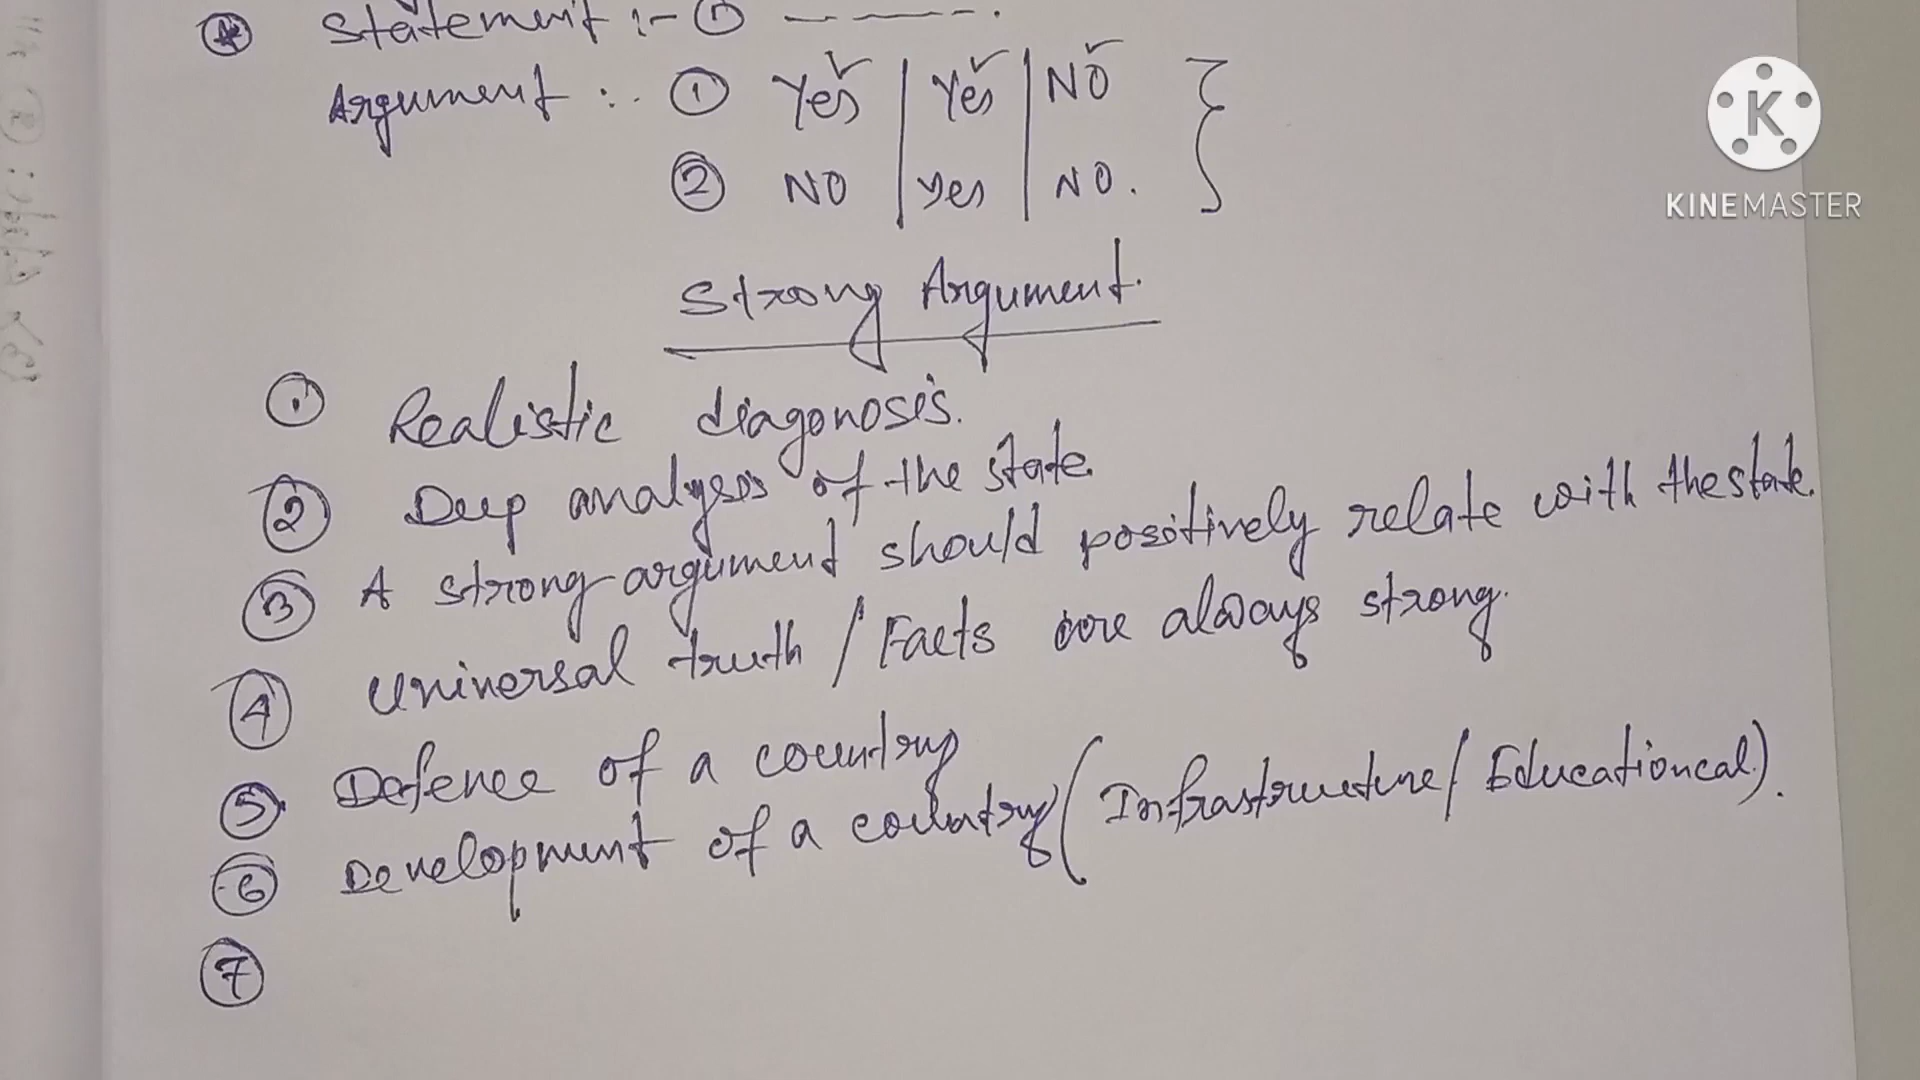 Statement :- ① ———.
Argument :- ① Yes | Yes | NO
② NO | Yes | NO.
Strong Argument.
① Realistic diagonosis.
② Deep analysis of the state.
③ A strong argument should positively relate with the state.
④ Universal truth / Facts are always strong.
⑤ Defence of a country
⑥ Development of a country (Infrastructure / Educational).
⑦
K
KINEMASTER